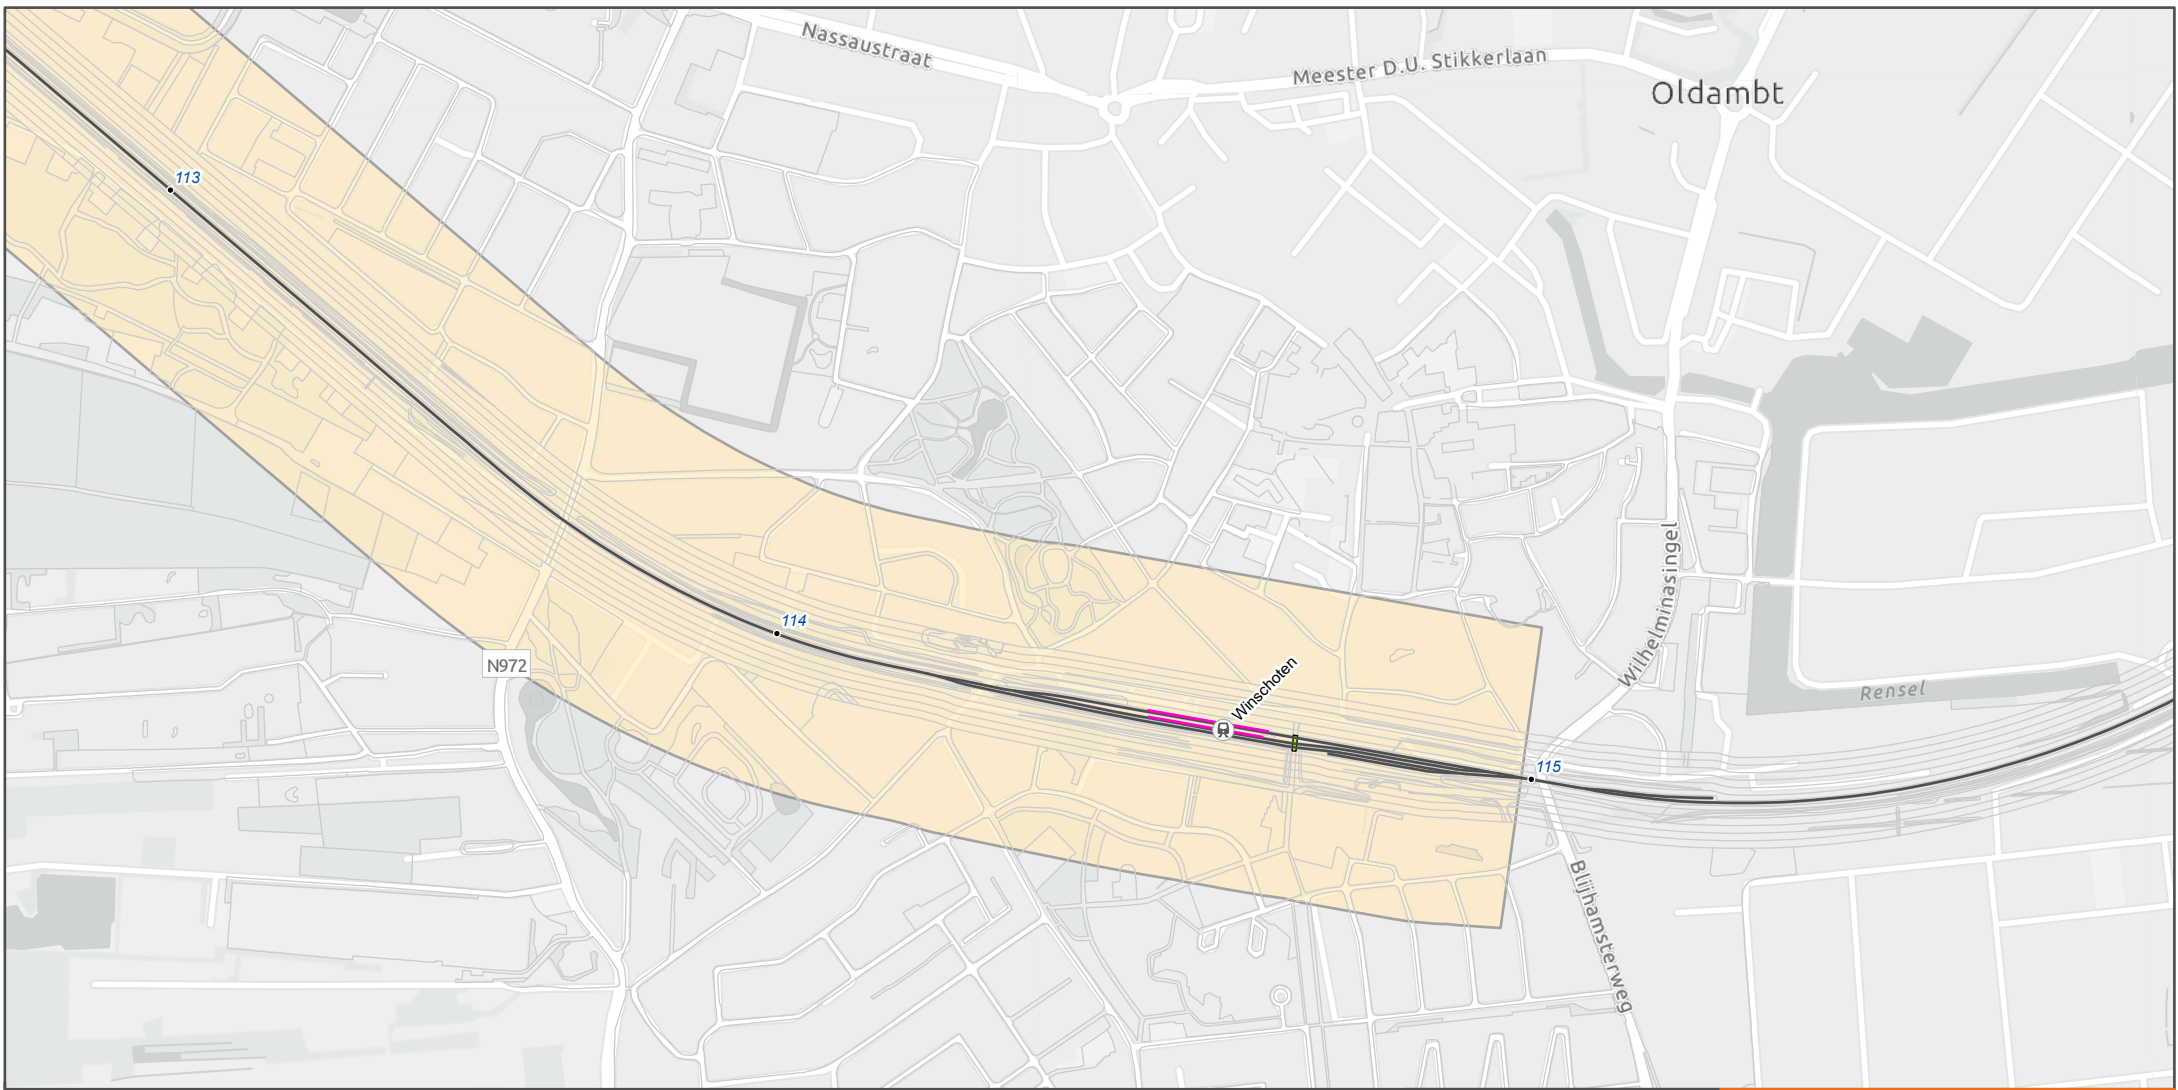 Nassaustraat
Meester D.U. Stikkerlaan
Oldambt
113
Wilhelminasingel
114
N972
Winschoten
Rensel
115
Blijhamsterweg